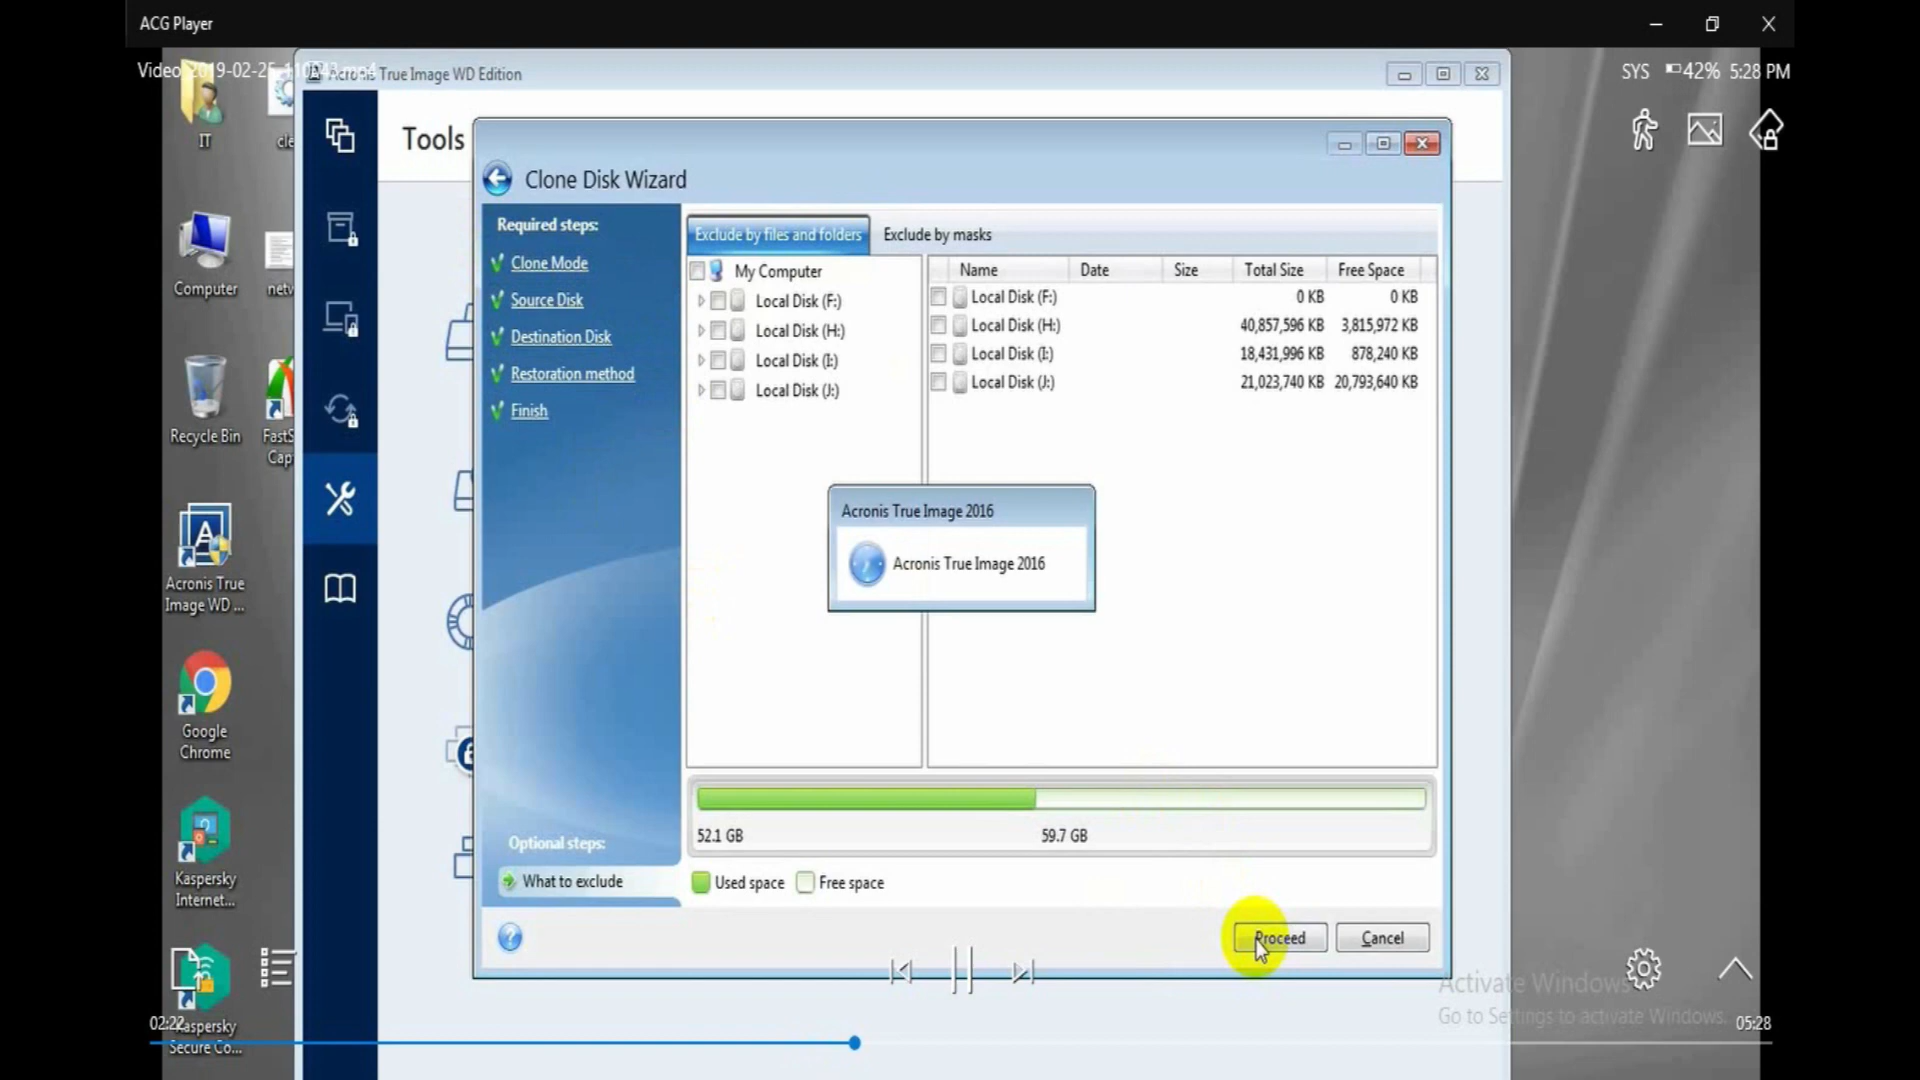 ACG Player
Video 2019-02-25
Acronis True Image WD Edition
SYS 42% 5:28 PM
IT
Tools
Clone Disk Wizard
Required steps:
Clone Mode
Source Disk
Destination Disk
Restoration method
Finish
Exclude by files and folders
Exclude by masks
My Computer
Local Disk (F:)
Local Disk (H:)
Local Disk (I:)
Local Disk (J:)
Name Date Size Total Size Free Space
Local Disk (F:) 0 KB 0 KB
Local Disk (H:) 40,857,596 KB 3,815,972 KB
Local Disk (I:) 18,431,996 KB 878,240 KB
Local Disk (J:) 21,023,740 KB 20,793,640 KB
Computer
Recycle Bin
FastS
Cap
Acronis True
Image WD ...
Google
Chrome
Kaspersky
Internet...
Kaspersky
Secure Co...
Acronis True Image 2016
Acronis True Image 2016
52.1 GB 59.7 GB
Used space Free space
Optional steps:
What to exclude
Proceed
Cancel
Activate Windows
Go to Settings to activate Windows.
02:22
05:28